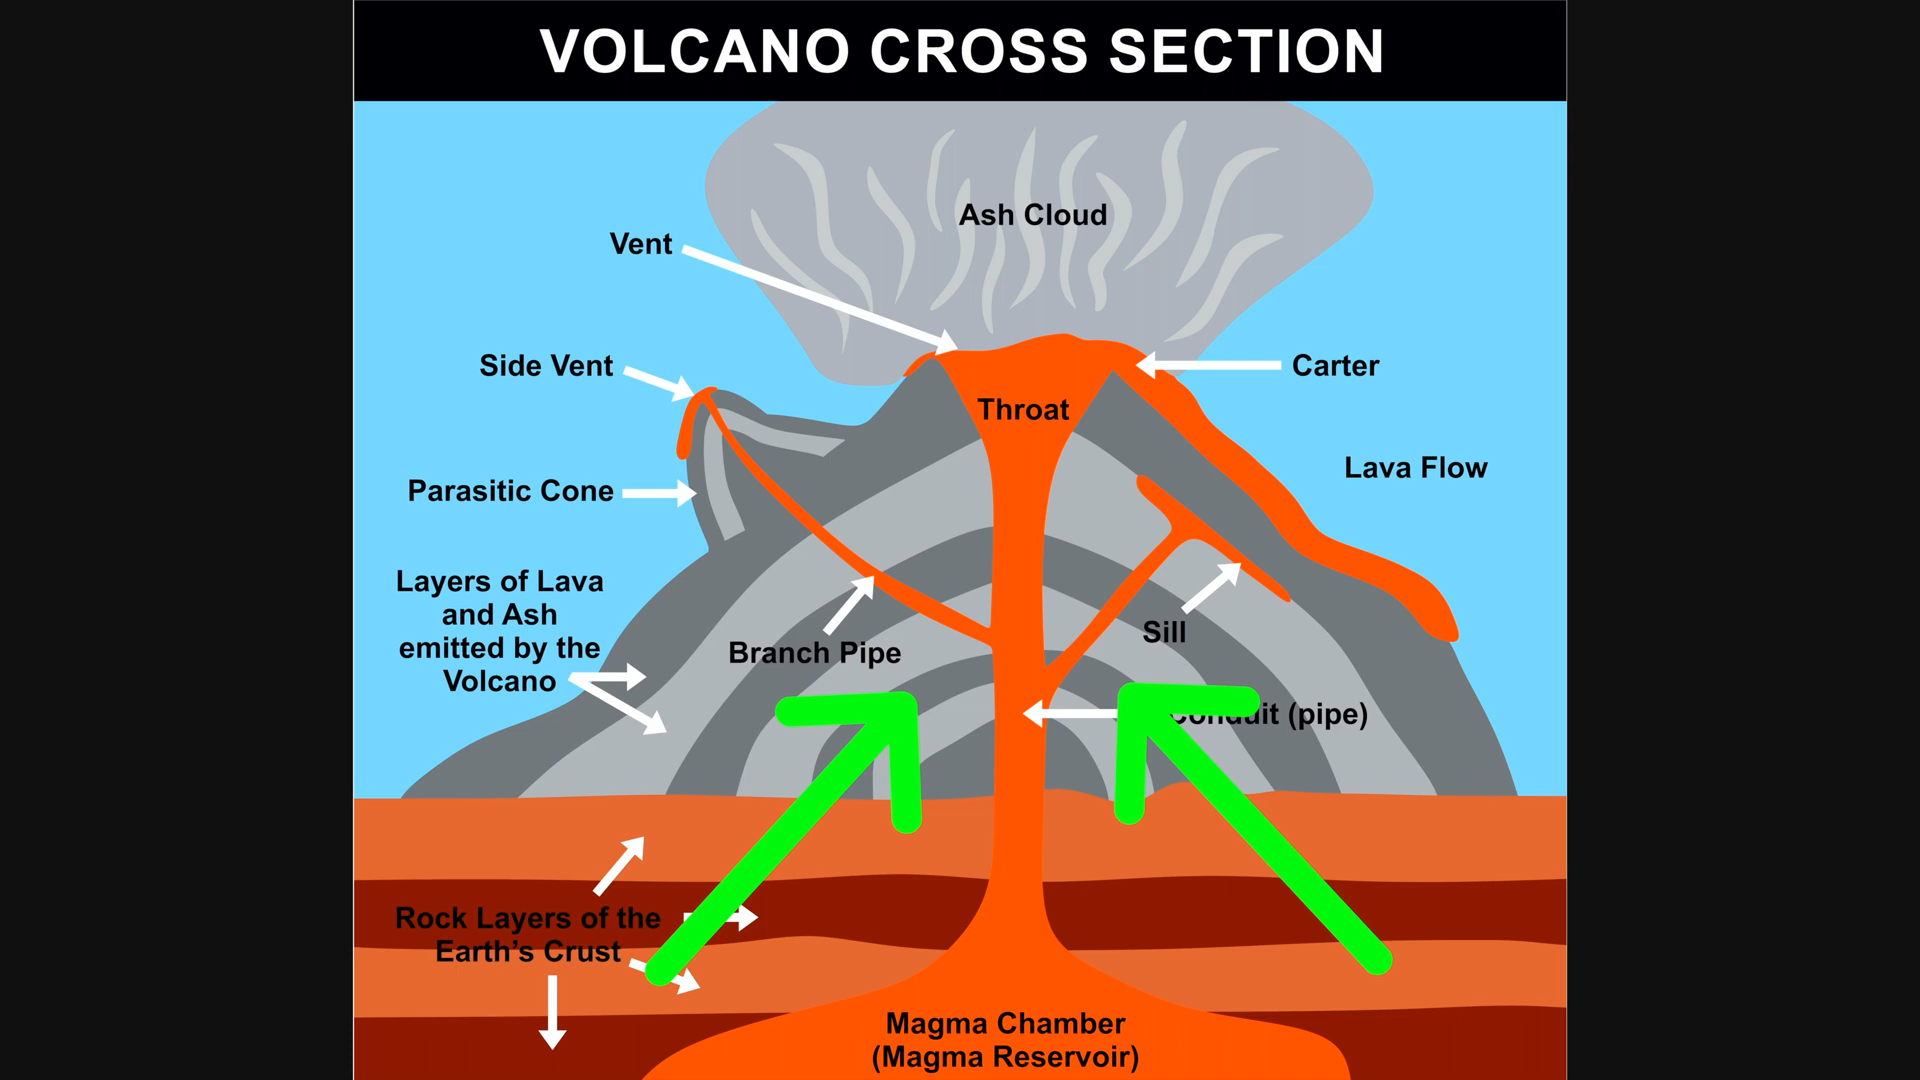 VOLCANO CROSS SECTION
Ash Cloud
Vent
Side Vent
Carter
Throat
Lava Flow
Parasitic Cone
Layers of Lava
and Ash
emitted by the
Volcano
Branch Pipe
Sill
Conduit (pipe)
Rock Layers of the
Earth’s Crust
Magma Chamber
(Magma Reservoir)